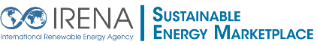 IRENA
International Renewable Energy Agency
SUSTAINABLE
ENERGY MARKETPLACE